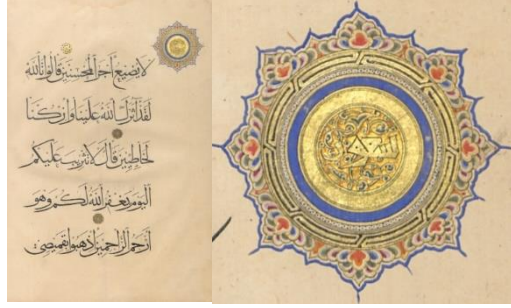 لا يضيع أجر المحسنين قالوا تالله
لقد اثرك الله علينا وإن كنا
لخاطئين قال لا تثريب عليكم
اليوم يغفر الله لكم وهو
أرحم الراحمين اذهبوا بقميصي